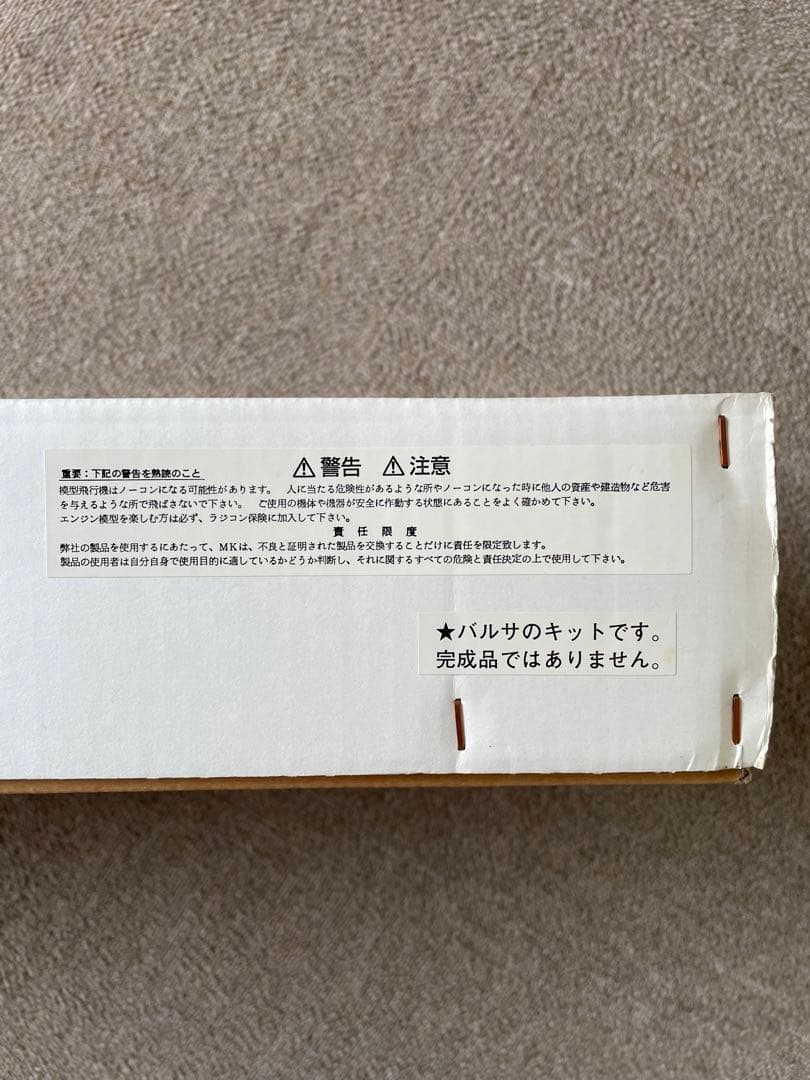 重要：下記の警告を熟読のこと ⚠警告 ⚠注意
模型飛行機はノーコンになる可能性があります。 人に当たる危険性があるような所やノーコンになった時に他人の資産や建造物など危害
を与えるような所で飛ばさないで下さい。 ご使用の機体や機器が安全に作動する状態にあることをよく確かめて下さい。
エンジン模型を楽しむ方は必ず、ラジコン保険に加入して下さい。
責任限度
弊社の製品を使用するにあたって、MKは、不良と証明された製品を交換することだけに責任を限定致します。
製品の使用者は自分自身で使用目的に適しているかどうか判断し、それに関するすべての危険と責任決定の上で使用して下さい。
★バルサのキットです。
完成品ではありません。